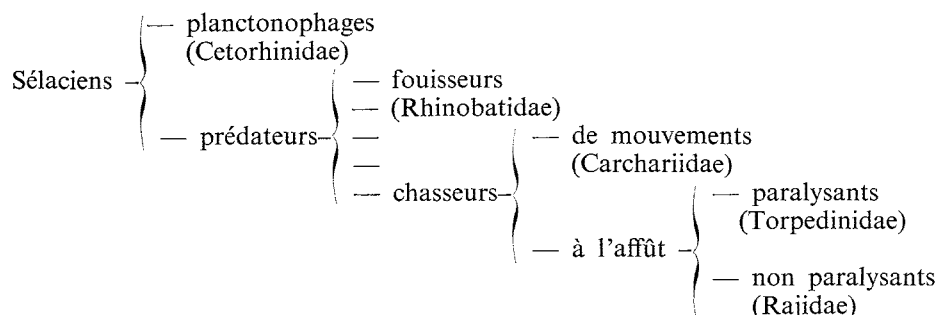 — planctonophages
(Cetorhinidae)
Sélaciens
— fouisseurs
— (Rhinobatidae)
— prédateurs
—
—
— chasseurs
— de mouvements
(Carchariidae)
— à l'affût
— paralysants
(Torpedinidae)
— non paralysants
(Rajidae)